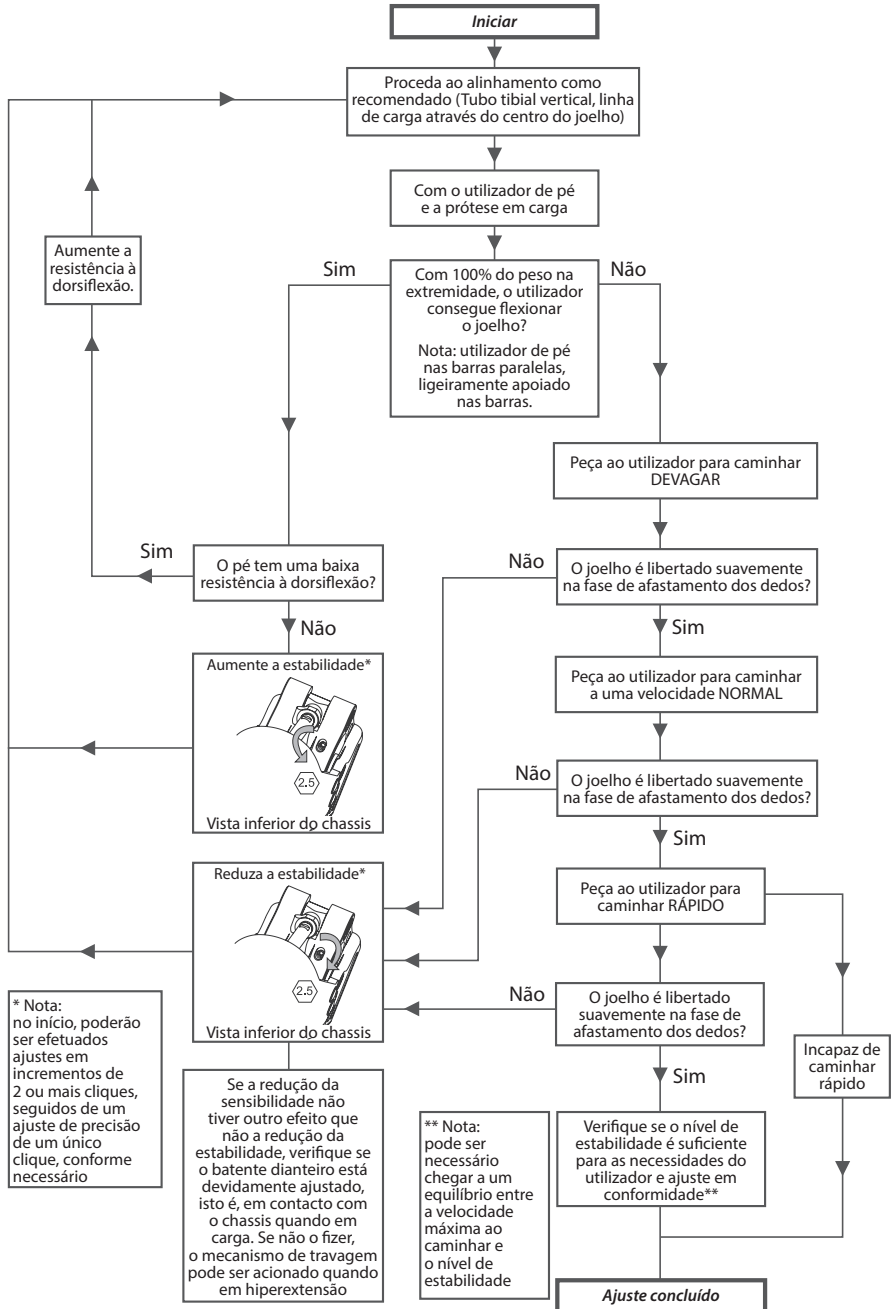 Iniciar
Proceda ao alinhamento como
recomendado (Tubo tibial vertical, linha
de carga através do centro do joelho)
Com o utilizador de pé
e a prótese em carga
Aumente a
resistência à
dorsiflexão.
Sim
Com 100% do peso na
extremidade, o utilizador
consegue flexionar
o joelho?
Nota: utilizador de pé
nas barras paralelas,
ligeiramente apoiado
nas barras.
Não
Peça ao utilizador para caminhar
DEVAGAR
Sim
O pé tem uma baixa
resistência à dorsiflexão?
Não
Não
O joelho é libertado suavemente
na fase de afastamento dos dedos?
Sim
Aumente a estabilidade*
2.5
Vista inferior do chassis
Peça ao utilizador para caminhar
a uma velocidade NORMAL
Não
O joelho é libertado suavemente
na fase de afastamento dos dedos?
Sim
Reduza a estabilidade*
2.5
Vista inferior do chassis
Peça ao utilizador para
caminhar RÁPIDO
Não
O joelho é libertado
suavemente na fase de
afastamento dos dedos?
Sim
Incapaz de
caminhar
rápido
* Nota:
no início, poderão
ser efetuados
ajustes em
incrementos de
2 ou mais cliques,
seguidos de um
ajuste de precisão
de um único
clique, conforme
necessário
Se a redução da
sensibilidade não
tiver outro efeito que
não a redução da
estabilidade, verifique se
o batente dianteiro está
devidamente ajustado,
isto é, em contacto com
o chassis quando em
carga. Se não o fizer,
o mecanismo de travagem
pode ser acionado quando
em hiperextensão
** Nota:
pode ser
necessário
chegar a um
equilíbrio entre
a velocidade
máxima ao
caminhar e
o nível de
estabilidade
Verifique se o nível de
estabilidade é suficiente
para as necessidades do
utilizador e ajuste em
conformidade**
Ajuste concluído